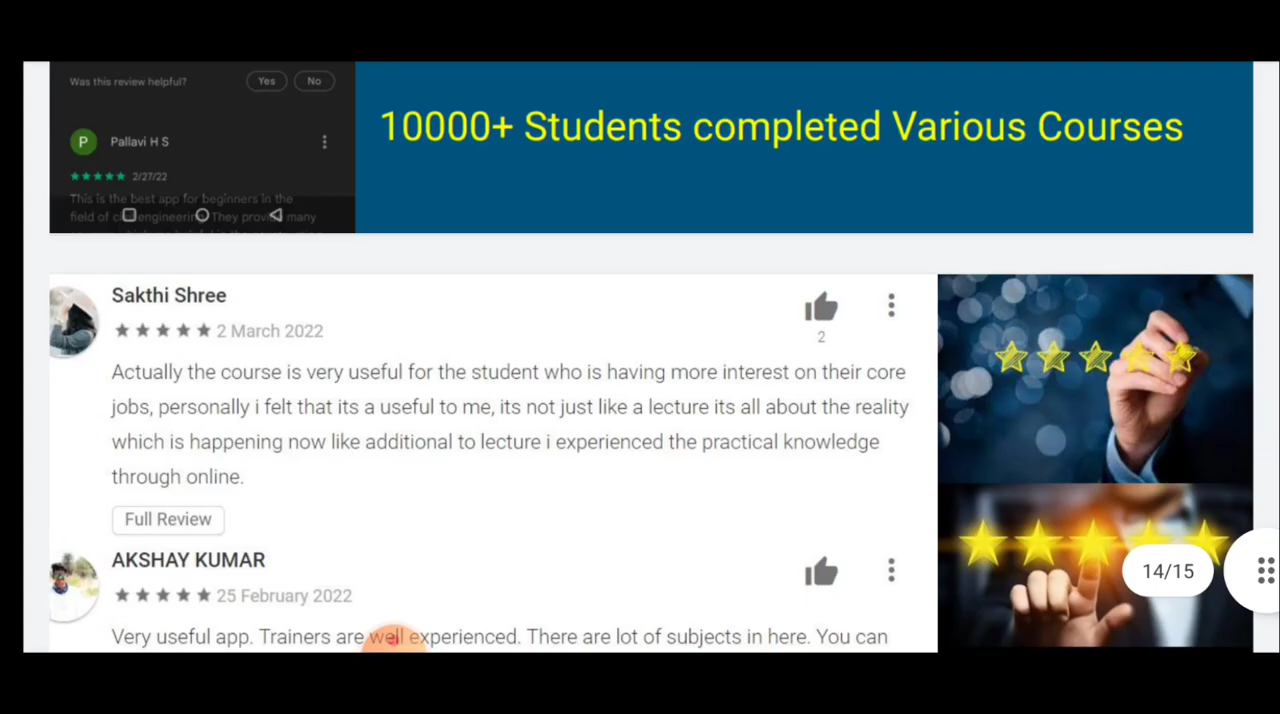 Was this review helpful?
Yes
No
P
Pallavi H S
2/27/22
This is the best app for beginners in the
field of civil engineering. They provide many
10000+ Students completed Various Courses
Sakthi Shree
2 March 2022
2
Actually the course is very useful for the student who is having more interest on their core
jobs, personally i felt that its a useful to me, its not just like a lecture its all about the reality
which is happening now like additional to lecture i experienced the practical knowledge
through online.
Full Review
AKSHAY KUMAR
25 February 2022
Very useful app. Trainers are well experienced. There are lot of subjects in here. You can
14/15